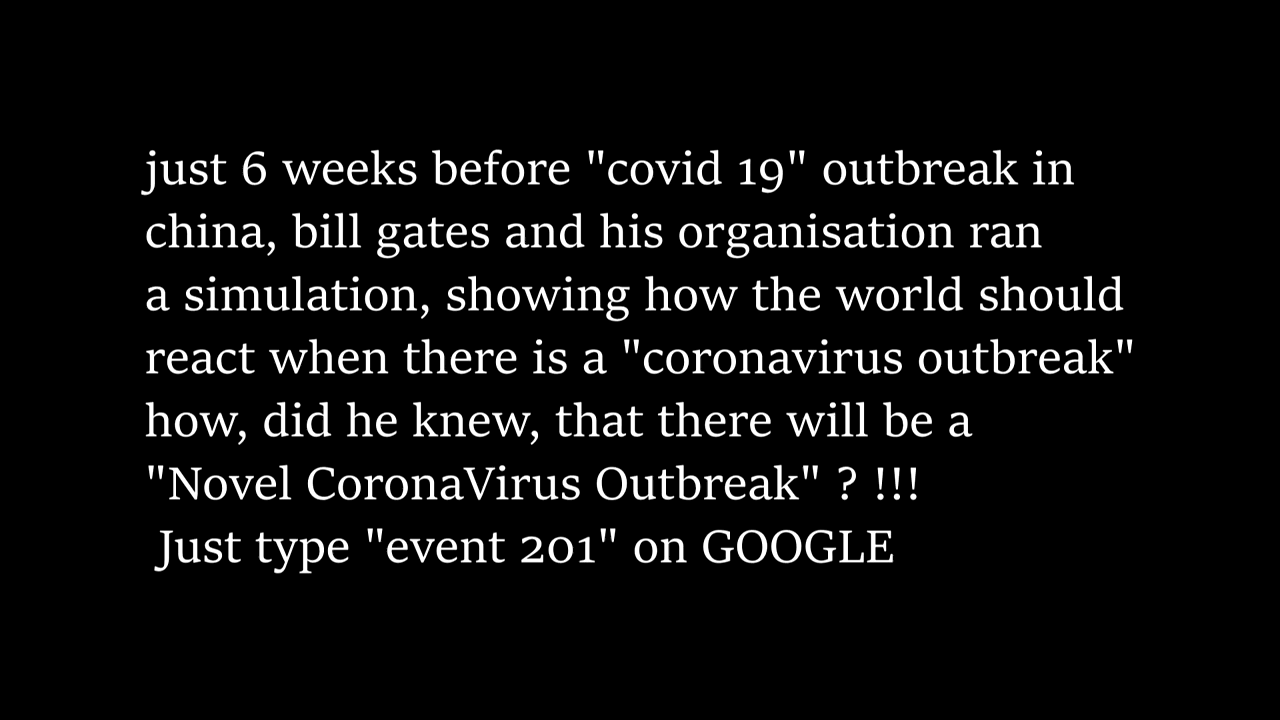 just 6 weeks before "covid 19" outbreak in
china, bill gates and his organisation ran
a simulation, showing how the world should
react when there is a "coronavirus outbreak"
how, did he knew, that there will be a
"Novel CoronaVirus Outbreak" ? !!!
Just type "event 201" on GOOGLE